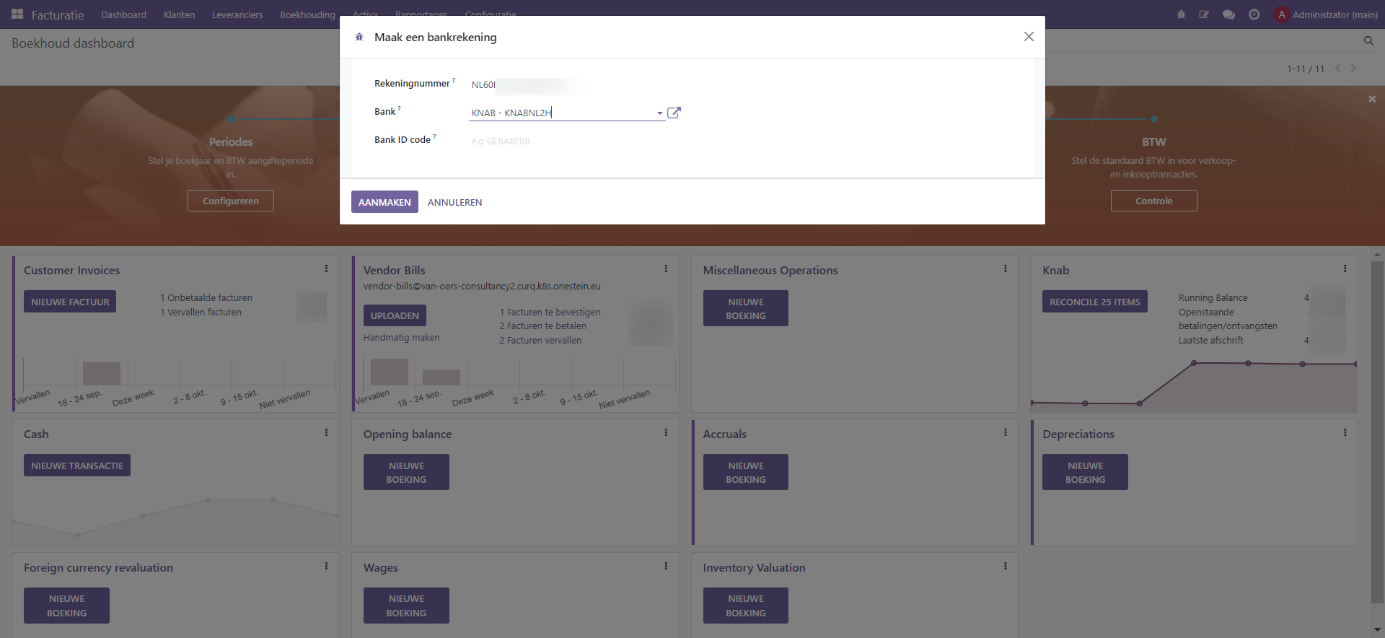 Facturatie Dashboard Klanten Leveranciers Boekhouding Activa Rapportages Configuratie A Administrator (main)
Boekhoud dashboard
1-11 / 11
Maak een bankrekening
Rekeningnummer ? NL60I
Bank ? KNAB - KNABNL2H
Bank ID code ? e.g GEBABEBB
AANMAKEN ANNULEREN
Periodes
Stel je boekjaar en BTW aangifteperiode
in.
Configureren
BTW
Stel de standaard BTW in voor verkoop-
en inkooptransacties.
Controle
Customer Invoices
NIEUWE FACTUUR
1 Onbetaalde facturen
1 Vervallen facturen
Vervallen 18 - 24 sep. Deze week 2 - 8 okt. 9 - 15 okt. Niet vervallen
Vendor Bills
vendor-bills@van-oers-consultancy2.curq.k8s.onestein.eu
UPLOADEN
Handmatig maken
1 Facturen te bevestigen
2 Facturen te betalen
2 Facturen vervallen
Vervallen 18 - 24 sep. Deze week 2 - 8 okt. 9 - 15 okt. Niet vervallen
Miscellaneous Operations
NIEUWE
BOEKING
Knab
RECONCILE 25 ITEMS
Running Balance 4
Openstaande -
betalingen/ontvangsten
Laatste afschrift 4
Cash
NIEUWE TRANSACTIE
Opening balance
NIEUWE
BOEKING
Accruals
NIEUWE
BOEKING
Depreciations
NIEUWE
BOEKING
Foreign currency revaluation
NIEUWE
BOEKING
Wages
NIEUWE
BOEKING
Inventory Valuation
NIEUWE
BOEKING